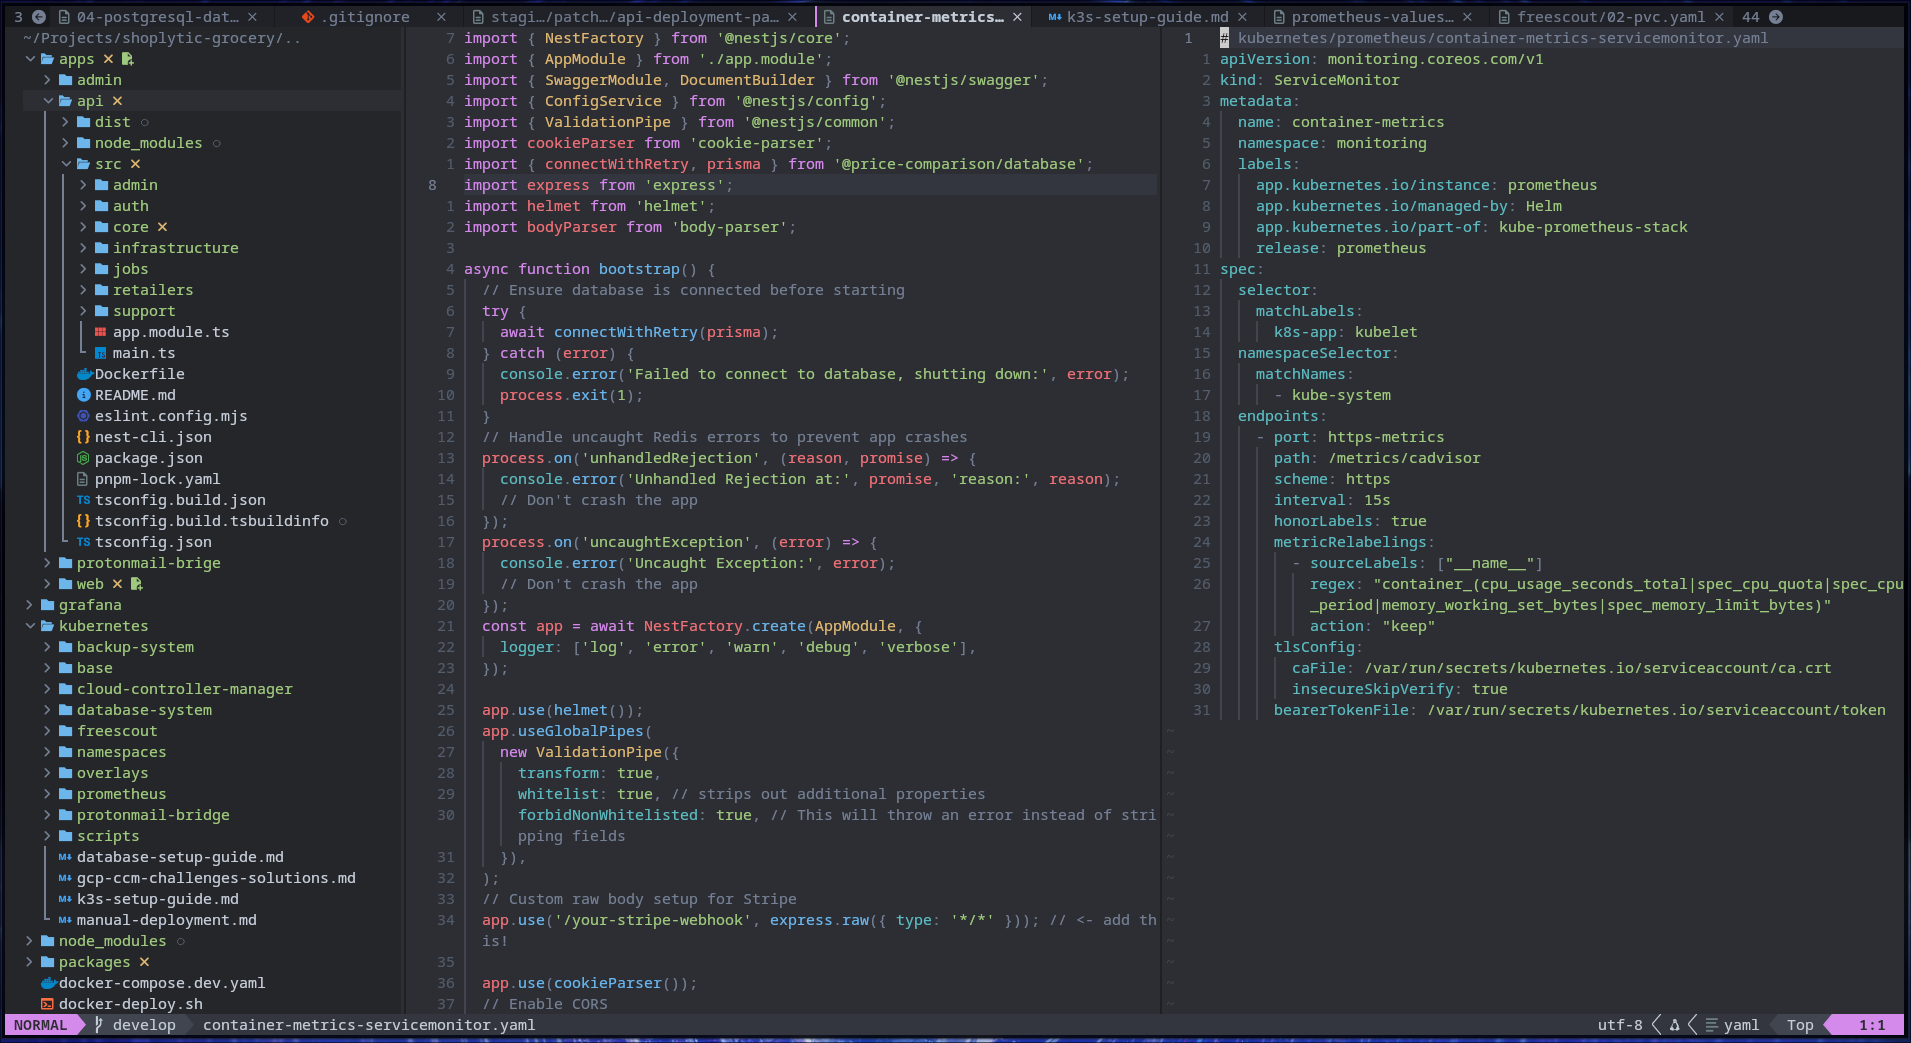 3 04-postgresql-dat… × .gitignore × stagi…/patch…/api-deployment-pa… × container-metrics… × k3s-setup-guide.md × prometheus-values… × freescout/02-pvc.yaml × 44
~/Projects/shoplytic-grocery/..
apps
admin
api
dist
node_modules
src
admin
auth
core
infrastructure
jobs
retailers
support
app.module.ts
main.ts
Dockerfile
README.md
eslint.config.mjs
nest-cli.json
package.json
pnpm-lock.yaml
TS tsconfig.build.json
{} tsconfig.build.tsbuildinfo
TS tsconfig.json
protonmail-brige
web
grafana
kubernetes
backup-system
base
cloud-controller-manager
database-system
freescout
namespaces
overlays
prometheus
protonmail-bridge
scripts
database-setup-guide.md
gcp-ccm-challenges-solutions.md
k3s-setup-guide.md
manual-deployment.md
node_modules
packages
docker-compose.dev.yaml
docker-deploy.sh
7 import { NestFactory } from '@nestjs/core';
6 import { AppModule } from './app.module';
5 import { SwaggerModule, DocumentBuilder } from '@nestjs/swagger';
4 import { ConfigService } from '@nestjs/config';
3 import { ValidationPipe } from '@nestjs/common';
2 import cookieParser from 'cookie-parser';
1 import { connectWithRetry, prisma } from '@price-comparison/database';
8 import express from 'express';
1 import helmet from 'helmet';
2 import bodyParser from 'body-parser';
3
4 async function bootstrap() {
5 // Ensure database is connected before starting
6 try {
7 await connectWithRetry(prisma);
8 } catch (error) {
9 console.error('Failed to connect to database, shutting down:', error);
10 process.exit(1);
11 }
12 // Handle uncaught Redis errors to prevent app crashes
13 process.on('unhandledRejection', (reason, promise) => {
14 console.error('Unhandled Rejection at:', promise, 'reason:', reason);
15 // Don't crash the app
16 });
17 process.on('uncaughtException', (error) => {
18 console.error('Uncaught Exception:', error);
19 // Don't crash the app
20 });
21 const app = await NestFactory.create(AppModule, {
22 logger: ['log', 'error', 'warn', 'debug', 'verbose'],
23 });
24
25 app.use(helmet());
26 app.useGlobalPipes(
27 new ValidationPipe({
28 transform: true,
29 whitelist: true, // strips out additional properties
30 forbidNonWhitelisted: true, // This will throw an error instead of stri
pping fields
31 }),
32 );
33 // Custom raw body setup for Stripe
34 app.use('/your-stripe-webhook', express.raw({ type: '*/*' })); // <- add th
is!
35
36 app.use(cookieParser());
37 // Enable CORS
1 # kubernetes/prometheus/container-metrics-servicemonitor.yaml
1 apiVersion: monitoring.coreos.com/v1
2 kind: ServiceMonitor
3 metadata:
4 name: container-metrics
5 namespace: monitoring
6 labels:
7 app.kubernetes.io/instance: prometheus
8 app.kubernetes.io/managed-by: Helm
9 app.kubernetes.io/part-of: kube-prometheus-stack
10 release: prometheus
11 spec:
12 selector:
13 matchLabels:
14 k8s-app: kubelet
15 namespaceSelector:
16 matchNames:
17 - kube-system
18 endpoints:
19 - port: https-metrics
20 path: /metrics/cadvisor
21 scheme: https
22 interval: 15s
23 honorLabels: true
24 metricRelabelings:
25 - sourceLabels: ["__name__"]
26 regex: "container_(cpu_usage_seconds_total|spec_cpu_quota|spec_cpu
_period|memory_working_set_bytes|spec_memory_limit_bytes)"
27 action: "keep"
28 tlsConfig:
29 caFile: /var/run/secrets/kubernetes.io/serviceaccount/ca.crt
30 insecureSkipVerify: true
31 bearerTokenFile: /var/run/secrets/kubernetes.io/serviceaccount/token
NORMAL develop container-metrics-servicemonitor.yaml utf-8 yaml Top 1:1